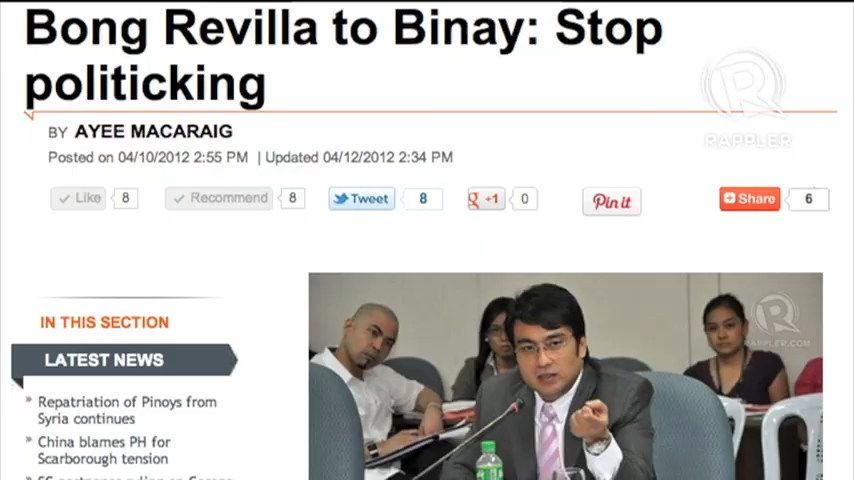 Bong Revilla to Binay: Stop
politicking
RAPPLER
BY AYEE MACARAIG
Posted on 04/10/2012 2:55 PM | Updated 04/12/2012 2:34 PM
Like 8 Recommend 8 Tweet 8 g +1 0 Pin it Share 6
IN THIS SECTION
LATEST NEWS
Repatriation of Pinoys from
Syria continues
China blames PH for
Scarborough tension
RAPPLER.COM